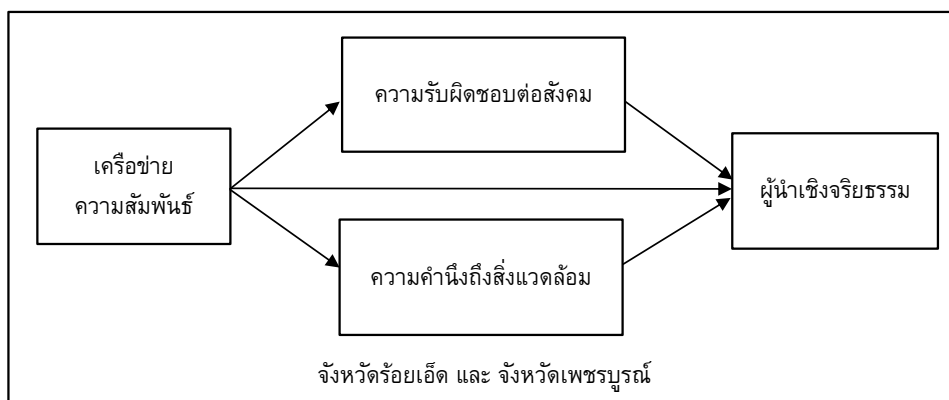 ความรับผิดชอบต่อสังคม
เครือข่าย
ความสัมพันธ์
ผู้นำเชิงจริยธรรม
ความคำนึงถึงสิ่งแวดล้อม
จังหวัดร้อยเอ็ด และ จังหวัดเพชรบูรณ์